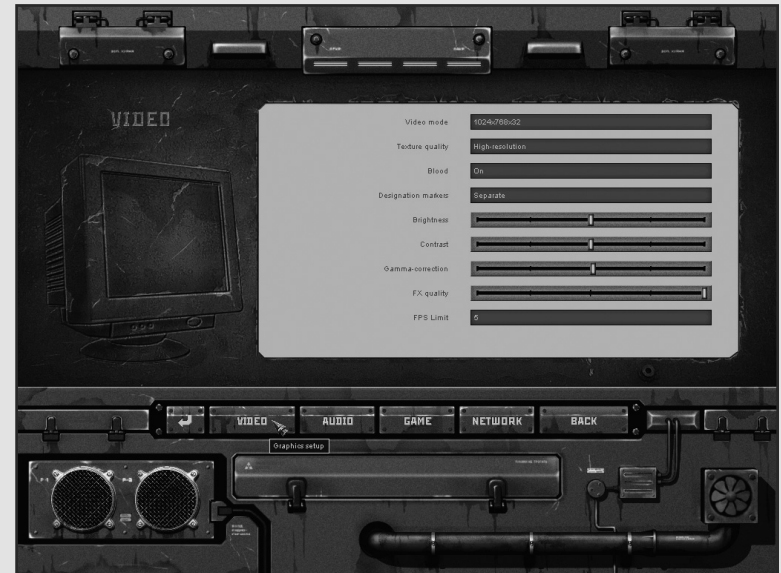 VIDEO
Video mode 1024x768x32
Texture quality High-resolution
Blood On
Designation markers Separate
Brightness
Contrast
Gamma-correction
FX quality
FPS Limit 5
VIDEO AUDIO GAME NETWORK BACK
Graphics setup